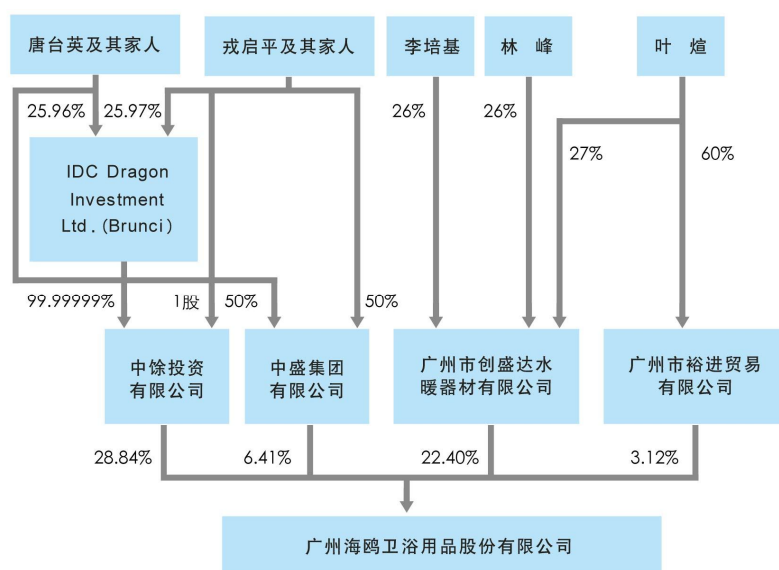 唐台英及其家人
戎启平及其家人
李培基
林 峰
叶 煊
25.96%
25.97%
26%
26%
27%
60%
IDC Dragon
Investment
Ltd.(Brunci)
99.99999%
1股
50%
50%
中馀投资
有限公司
中盛集团
有限公司
广州市创盛达水
暖器材有限公司
广州市裕进贸易
有限公司
28.84%
6.41%
22.40%
3.12%
广州海鸥卫浴用品股份有限公司